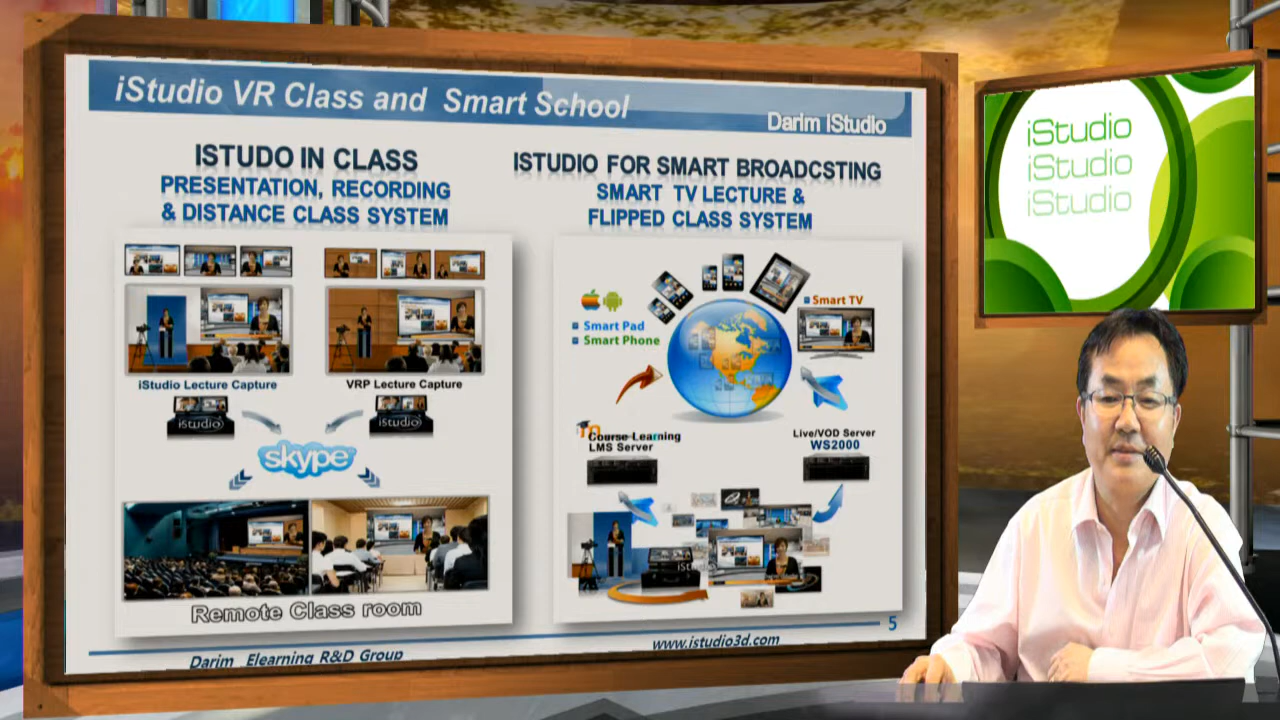 iStudio VR Class and Smart School
Darim iStudio
ISTUDO IN CLASS
PRESENTATION, RECORDING
& DISTANCE CLASS SYSTEM
iStudio Lecture Capture
VRP Lecture Capture
iStudio
iStudio
skype
Remote Class room
ISTUDIO FOR SMART BROADCSTING
SMART TV LECTURE &
FLIPPED CLASS SYSTEM
Smart TV
Smart Pad
Smart Phone
Course-Learning
LMS Server
Live/VOD Server
WS2000
5
Darim Elearning R&D Group
www.istudio3d.com
iStudio
iStudio
iStudio